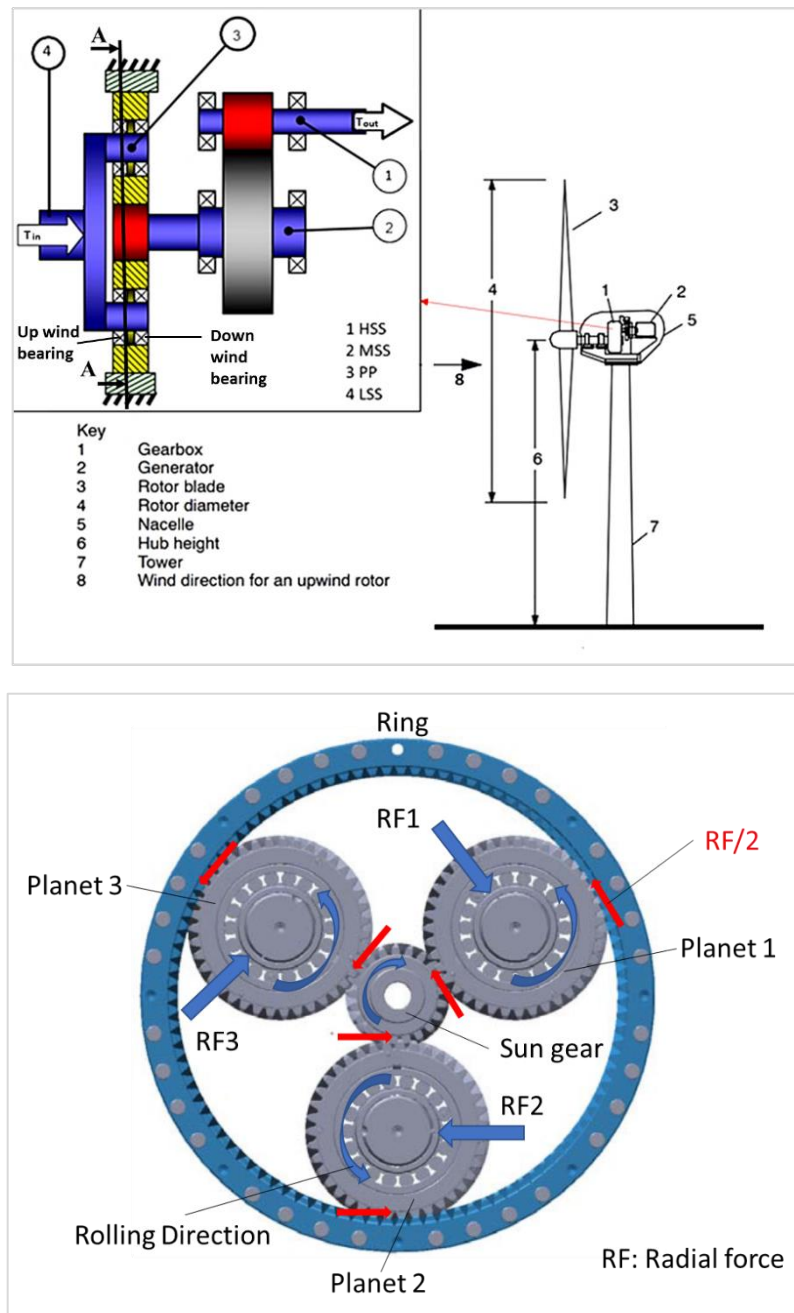 A
4
3
Tout
1
Tin
2
Up wind
bearing
Down
wind
bearing
A
1 HSS
2 MSS
3 PP
4 LSS
3
4
1
2
5
8
6
7
Key
1 Gearbox
2 Generator
3 Rotor blade
4 Rotor diameter
5 Nacelle
6 Hub height
7 Tower
8 Wind direction for an upwind rotor
Ring
RF1
RF/2
Planet 3
Planet 1
RF3
Sun gear
RF2
Rolling Direction
Planet 2
RF: Radial force